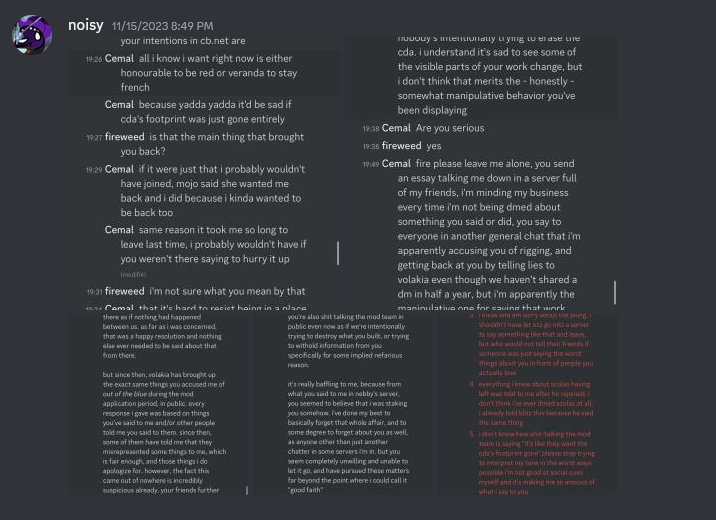 noisy 11/15/2023 8:49 PM
your intentions in cb.net are
19:26 Cemal all i know i want right now is either
honourable to be red or veranda to stay
french
Cemal because yadda yadda it'd be sad if
cda's footprint was just gone entirely
19:27 fireweed is that the main thing that brought
you back?
19:29 Cemal if it were just that i probably wouldn't
have joined, mojo said she wanted me
back and i did because i kinda wanted to
be back too
Cemal same reason it took me so long to
leave last time, i probably wouldn't have if
you weren't there saying to hurry it up
(modifié)
19:31 fireweed i'm not sure what you mean by that
Cemal that it's hard to resist being in a place
nobody's intentionally trying to erase the
cda. i understand it's sad to see some of
the visible parts of your work change, but
i don't think that merits the - honestly -
somewhat manipulative behavior you've
been displaying
19:38 Cemal Are you serious
19:38 fireweed yes
19:49 Cemal fire please leave me alone, you send
an essay talking me down in a server full
of my friends, i'm minding my business
every time i'm not being dmed about
something you said or did, you say to
everyone in another general chat that i'm
apparently accusing you of rigging, and
getting back at you by telling lies to
volakia even though we haven't shared a
dm in half a year, but i'm apparently the
manipulative one for saying that work
there as if nothing had happened
between us. as far as i was concerned,
that was a happy resolution and nothing
else ever needed to be said about that
from there.
but since then, volakia has brought up
the exact same things you accused me of
out of the blue during the mod
application period, in public. every
response i gave was based on things
you've said to me and/or other people
told me you said to them. since then,
some of them have told me that they
misrepresented some things to me, which
is fair enough, and those things i do
apologize for. however, the fact this
came out of nowhere is incredibly
suspicious already. your friends further
you're also shit talking the mod team in
public even now as if we're intentionally
trying to destroy what you built, or trying
to withhold information from you
specifically for some implied nefarious
reason.
it's really baffling to me, because from
what you said to me in nebby's server,
you seemed to believe that i was staking
you somehow. i've done my best to
basically forget that whole affair, and to
some degree to forget about you as well,
as anyone other than just another
chatter in some servers i'm in. but you
seem completely unwilling and unable to
let it go, and have pursued these matters
far beyond the point where i could call it
"good faith"
3. i know and am sorry about the ping, i
shouldn't have let ozz go into a server
to say something like that and leave,
but who would not tell their friends if
someone was just saying the worst
things about you in front of people you
actually love
4. everything i knew about scolas having
left was told to me after he rejoined, i
don't think i've ever dmed scolas at all,
i already told blitz this because he said
the same thing
5. i don't know how shit-talking the mod
team is saying "it's like they want the
cda's footprint gone" please stop trying
to interpret my tone in the worst ways
possible i'm not good at social cues
myself and it's making me so anxious of
what i say to you